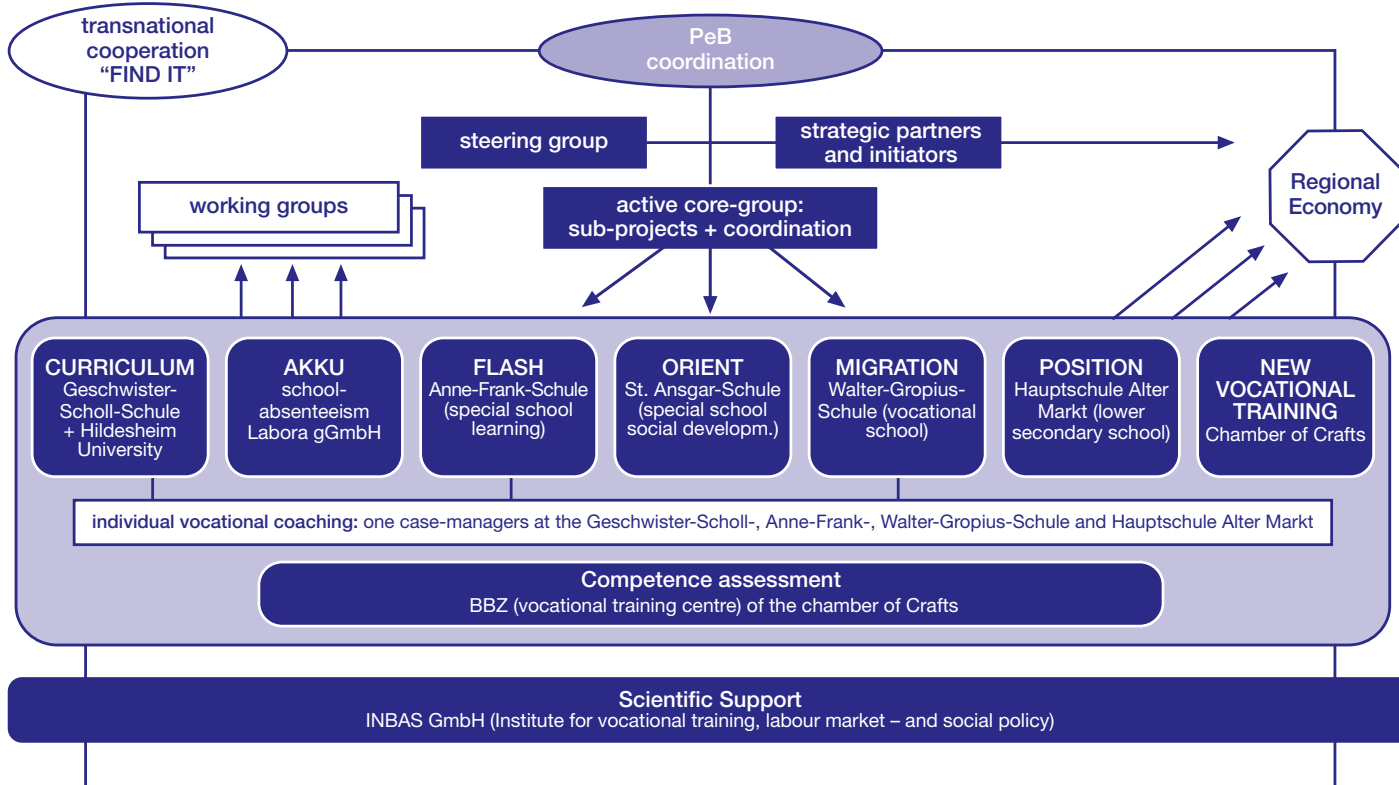 transnational
cooperation
“FIND IT”
PeB
coordination
steering group
strategic partners
and initiators
Regional
Economy
working groups
active core-group:
sub-projects + coordination
CURRICULUM
Geschwister-
Scholl-Schule
+ Hildesheim
University
AKKU
school-
absenteeism
Labora gGmbH
FLASH
Anne-Frank-Schule
(special school
learning)
ORIENT
St. Ansgar-Schule
(special school
social developm.)
MIGRATION
Walter-Gropius-
Schule (vocational
school)
POSITION
Hauptschule Alter
Markt (lower
secondary school)
NEW
VOCATIONAL
TRAINING
Chamber of Crafts
individual vocational coaching: one case-managers at the Geschwister-Scholl-, Anne-Frank-, Walter-Gropius-Schule and Hauptschule Alter Markt
Competence assessment
BBZ (vocational training centre) of the chamber of Crafts
Scientific Support
INBAS GmbH (Institute for vocational training, labour market – and social policy)